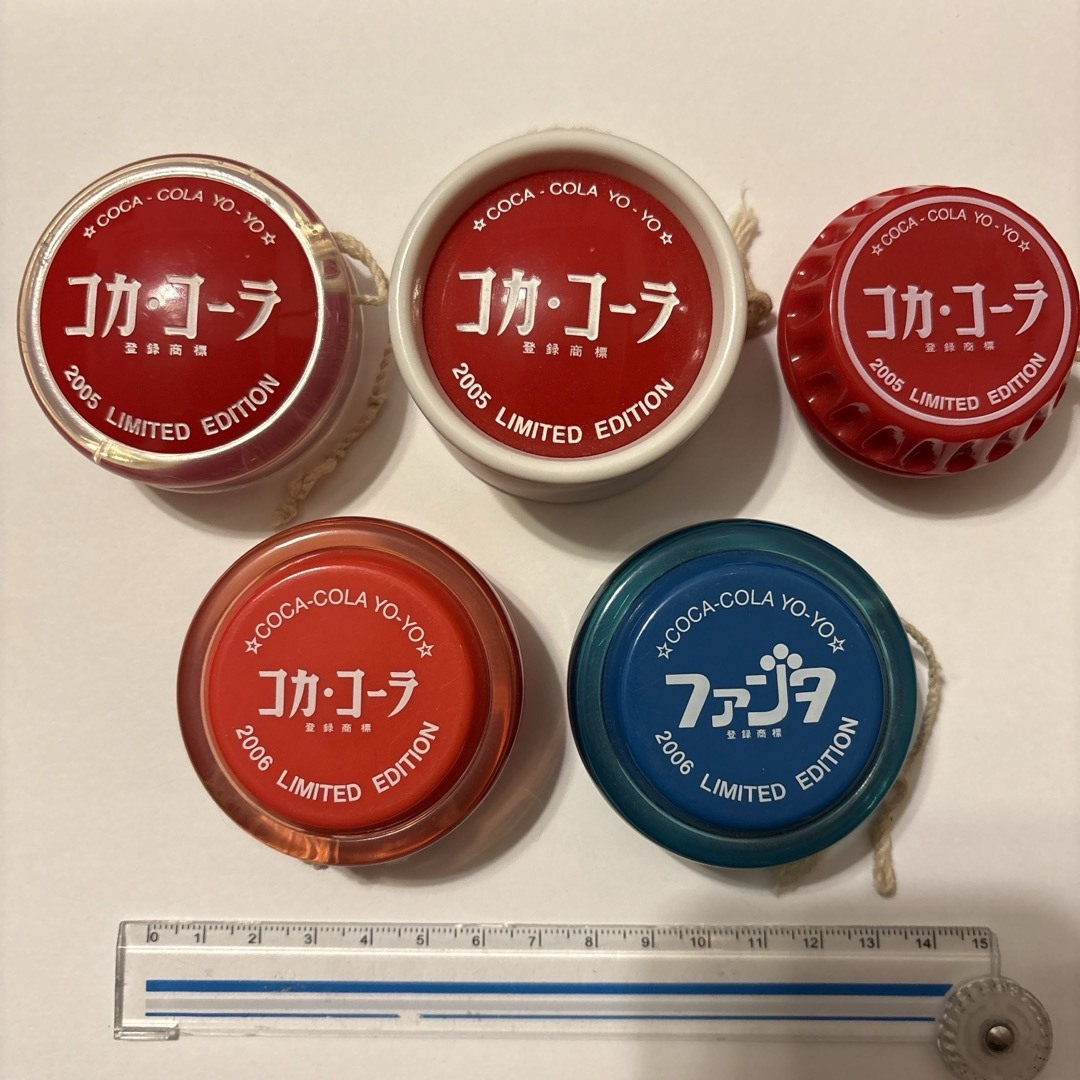 ☆COCA-COLA YO-YO☆
コカ・コーラ
登録商標
2005 LIMITED EDITION
☆COCA-COLA YO-YO☆
コカ・コーラ
登録商標
2005 LIMITED EDITION
☆COCA-COLA YO-YO☆
コカ・コーラ
登録商標
2005 LIMITED EDITION
☆COCA-COLA YO-YO☆
コカ・コーラ
登録商標
2006 LIMITED EDITION
☆COCA-COLA YO-YO☆
ファンタ
登録商標
2006 LIMITED EDITION
0 1 2 3 4 5 6 7 8 9 10 11 12 13 14 15